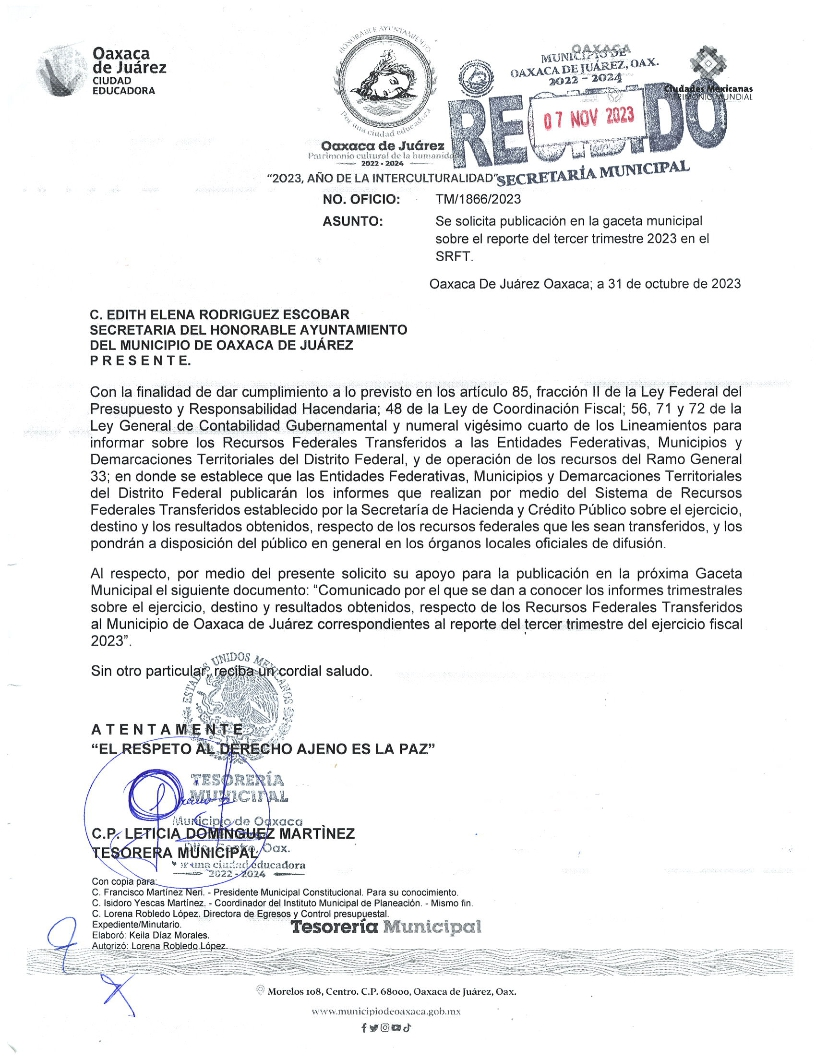 Oaxaca
de Juárez
CIUDAD
EDUCADORA
HONORABLE AYUNTAMIENTO
Por una ciudad educadora
Oaxaca de Juárez
Patrimonio cultural de la humanidad
2022 - 2024
OAXACA
MUNICIPIO DE
OAXACA DE JUÁREZ, OAX.
2022 - 2024
Ciudades Mexicanas
PATRIMONIO MUNDIAL
07 NOV 2023
SECRETARÍA MUNICIPAL
“2023, AÑO DE LA INTERCULTURALIDAD”
NO. OFICIO: TM/1866/2023
ASUNTO: Se solicita publicación en la gaceta municipal
sobre el reporte del tercer trimestre 2023 en el
SRFT.
Oaxaca De Juárez Oaxaca; a 31 de octubre de 2023
C. EDITH ELENA RODRIGUEZ ESCOBAR
SECRETARIA DEL HONORABLE AYUNTAMIENTO
DEL MUNICIPIO DE OAXACA DE JUÁREZ
P R E S E N T E.
Con la finalidad de dar cumplimiento a lo previsto en los artículo 85, fracción II de la Ley Federal del
Presupuesto y Responsabilidad Hacendaria; 48 de la Ley de Coordinación Fiscal; 56, 71 y 72 de la
Ley General de Contabilidad Gubernamental y numeral vigésimo cuarto de los Lineamientos para
informar sobre los Recursos Federales Transferidos a las Entidades Federativas, Municipios y
Demarcaciones Territoriales del Distrito Federal, y de operación de los recursos del Ramo General
33; en donde se establece que las Entidades Federativas, Municipios y Demarcaciones Territoriales
del Distrito Federal publicarán los informes que realizan por medio del Sistema de Recursos
Federales Transferidos establecido por la Secretaría de Hacienda y Crédito Público sobre el ejercicio,
destino y los resultados obtenidos, respecto de los recursos federales que les sean transferidos, y los
pondrán a disposición del público en general en los órganos locales oficiales de difusión.
Al respecto, por medio del presente solicito su apoyo para la publicación en la próxima Gaceta
Municipal el siguiente documento: “Comunicado por el que se dan a conocer los informes trimestrales
sobre el ejercicio, destino y resultados obtenidos, respecto de los Recursos Federales Transferidos
al Municipio de Oaxaca de Juárez correspondientes al reporte del tercer trimestre del ejercicio fiscal
2023”.
Sin otro particular, reciba un cordial saludo.
ESTADOS UNIDOS MEXICANOS
A T E N T A M E N T E
“EL RESPETO AL DERECHO AJENO ES LA PAZ”
TESORERÍA
MUNICIPAL
Municipio de Oaxaca
C.P. LETICIA DOMÍNGUEZ MARTÌNEZ
Oax.
TESORERA MUNICIPAL
Por una ciudad educadora
2022 - 2024
Con copia para:
C. Francisco Martínez Neri. - Presidente Municipal Constitucional. Para su conocimiento.
C. Isidoro Yescas Martínez. - Coordinador del Instituto Municipal de Planeación. - Mismo fin.
C. Lorena Robledo López. Directora de Egresos y Control presupuestal.
Expediente/Minutario.
Elaboró: Keila Díaz Morales.
Autorizó: Lorena Robledo López.
Tesorería Municipal
Morelos 108, Centro. C.P. 68000, Oaxaca de Juárez, Oax.
www.municipiodeoaxaca.gob.mx